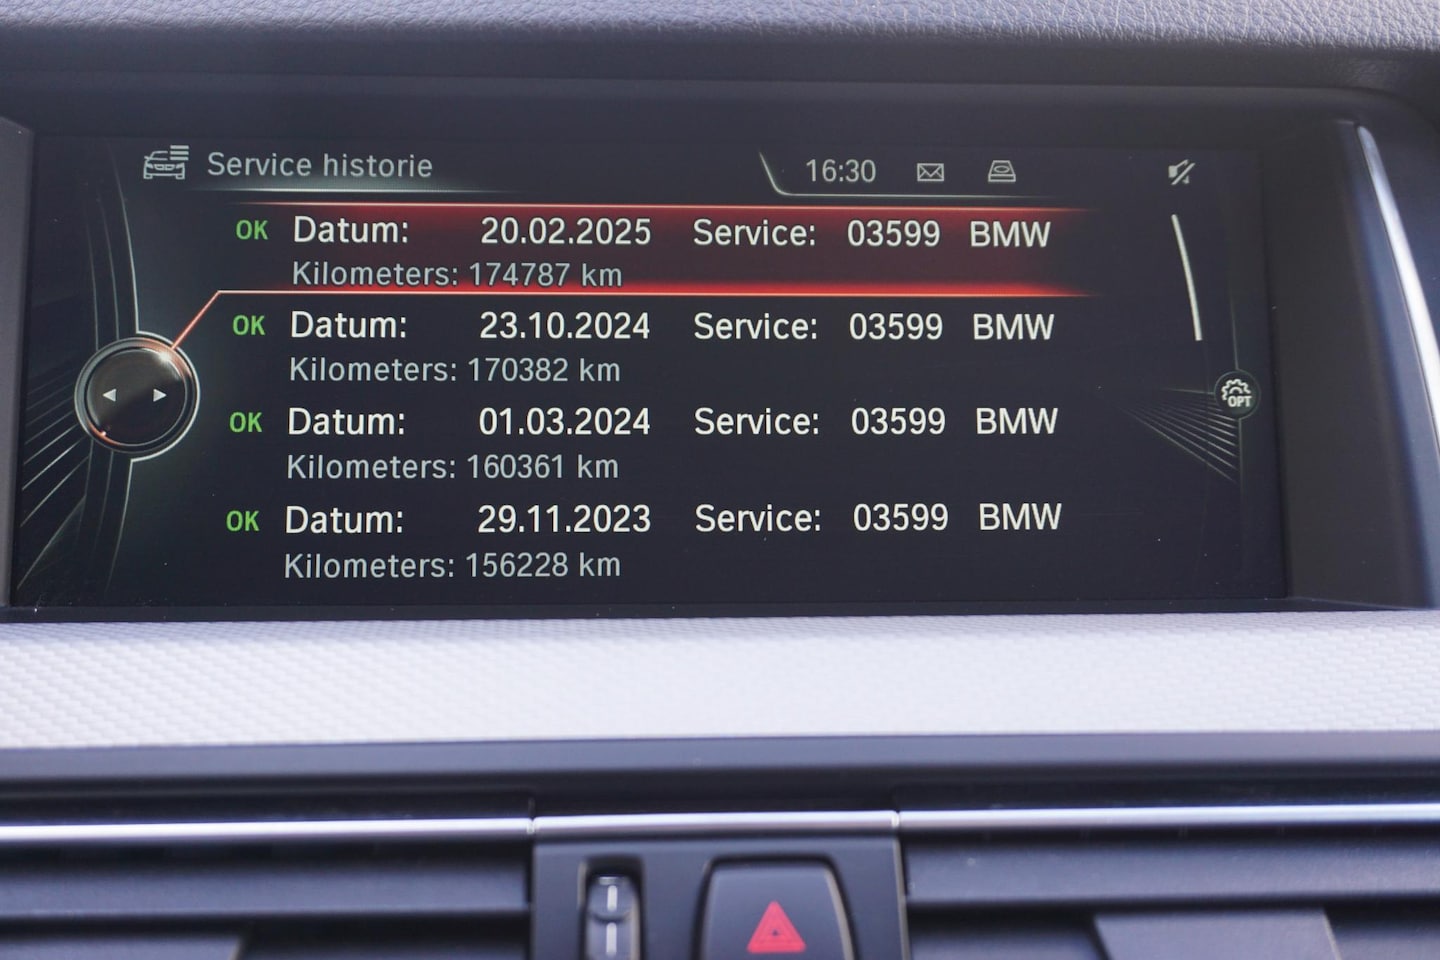 Service historie 16:30
OK Datum: 20.02.2025 Service: 03599 BMW
Kilometers: 174787 km
OK Datum: 23.10.2024 Service: 03599 BMW
Kilometers: 170382 km
OK Datum: 01.03.2024 Service: 03599 BMW
Kilometers: 160361 km
OPT
OK Datum: 29.11.2023 Service: 03599 BMW
Kilometers: 156228 km